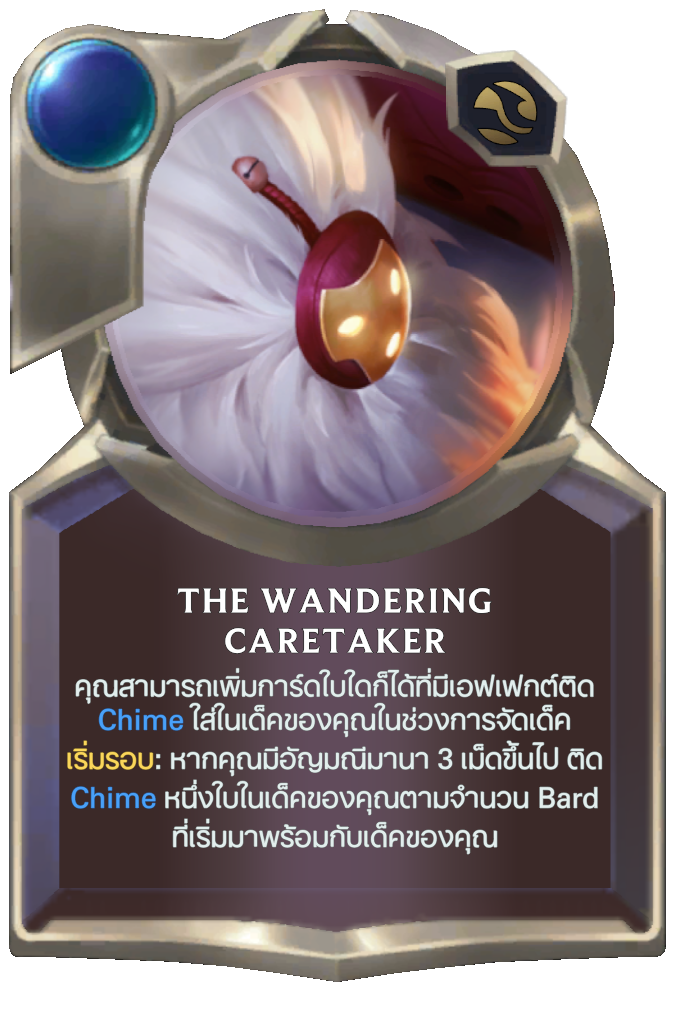 THE WANDERING
CARETAKER
คุณสามารถเพิ่มการ์ดใบใดก็ได้ที่มีเอฟเฟกต์ติด
Chime ใส่ในเด็คของคุณในช่วงการจัดเด็ค
เริ่มรอบ: หากคุณมีอัญมณีมานา 3 เม็ดขึ้นไป ติด
Chime หนึ่งใบในเด็คของคุณตามจำนวน Bard
ที่เริ่มมาพร้อมกับเด็คของคุณ